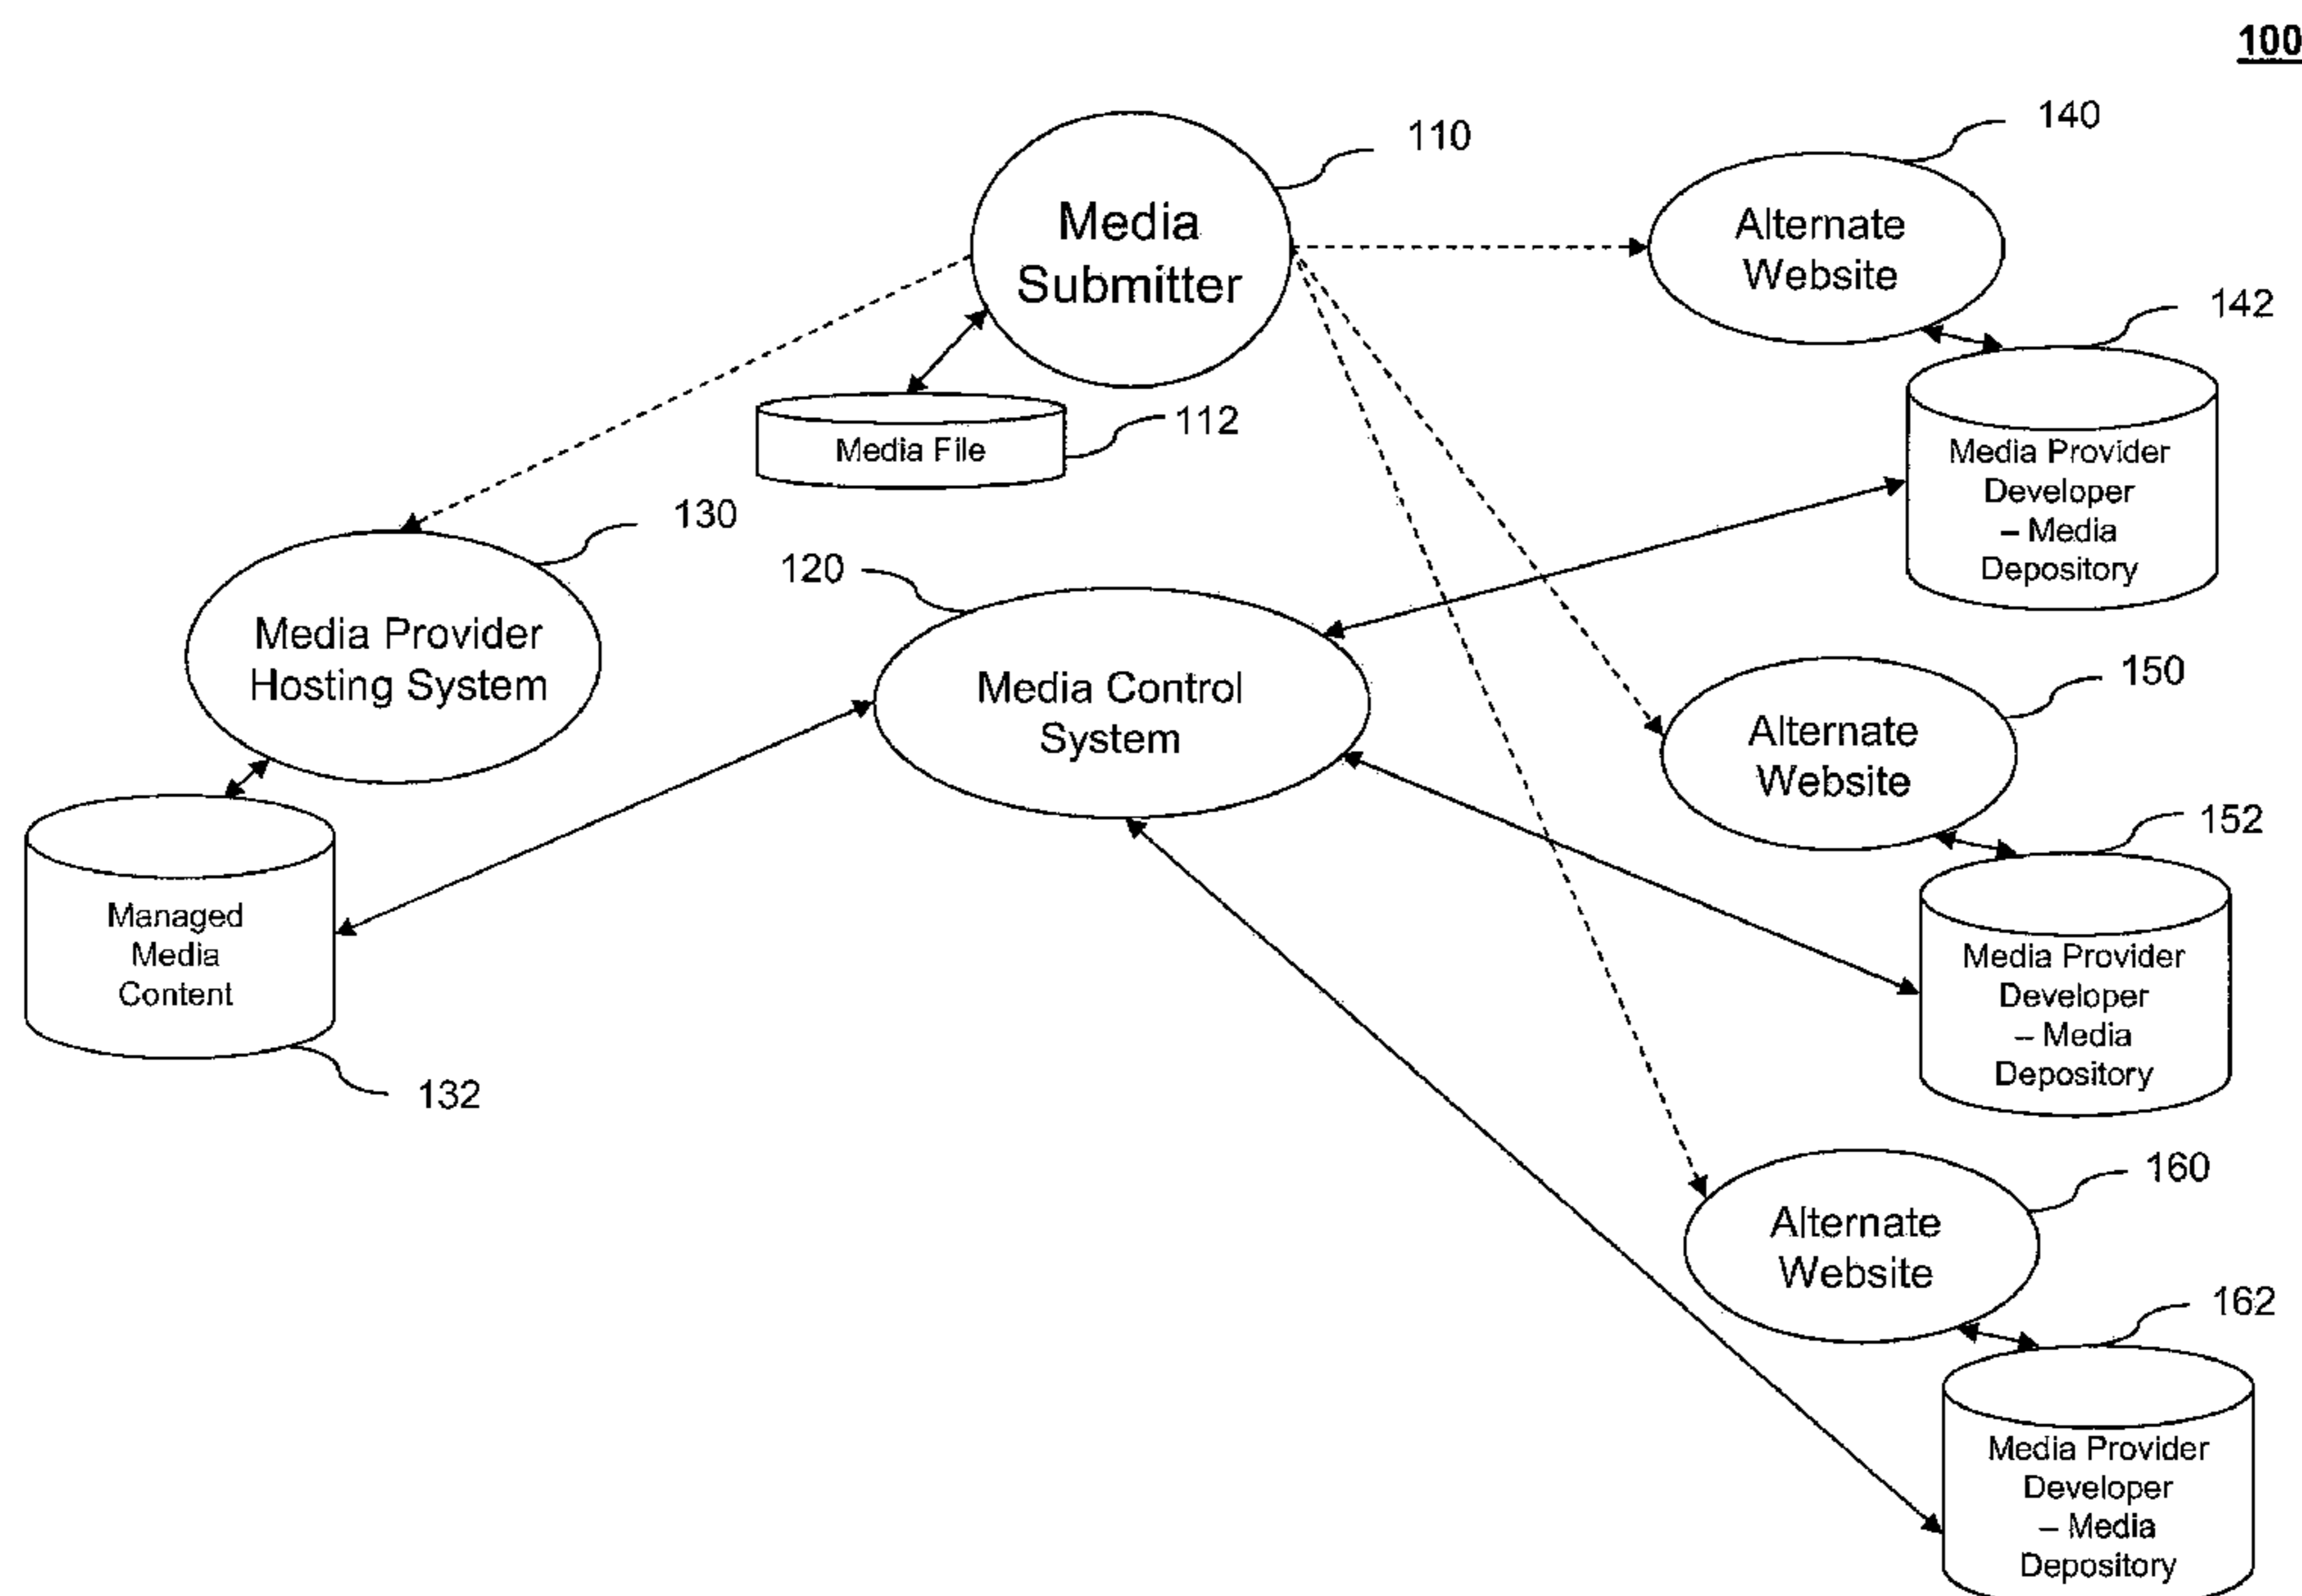 100
110
Media
Submitter
140
Alternate
Website
142
112
Media File
Media Provider
Developer
– Media
Depository
130
Media Provider
Hosting System
120
Media Control
System
150
Alternate
Website
152
Managed
Media
Content
132
Media Provider
Developer
– Media
Depository
160
Alternate
Website
162
Media Provider
Developer
– Media
Depository